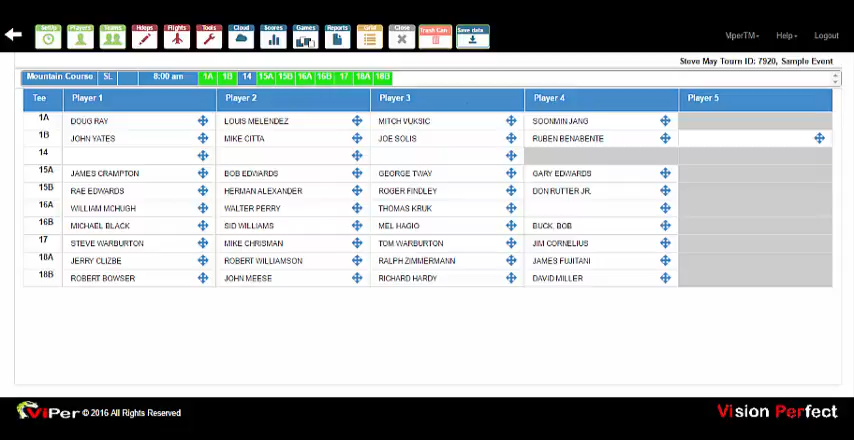 SetUp Players Teams Hdcps Flights Tools Cloud Scores Games Reports Grid Close Trash Can Save data ViperTM Help Logout
Steve May Tourn ID: 7920, Sample Event
Mountain Course SL 8:00 am 1A 1B 14 15A 15B 16A 16B 17 18A 18B
Tee Player 1 Player 2 Player 3 Player 4 Player 5
1A DOUG RAY LOUIS MELENDEZ MITCH VUKSIC SOONMIN JANG
1B JOHN YATES MIKE CITTA JOE SOLIS RUBEN BENABENTE
14
15A JAMES CRAMPTON BOB EDWARDS GEORGE TWAY GARY EDWARDS
15B RAE EDWARDS HERMAN ALEXANDER ROGER FINDLEY DON RUTTER JR.
16A WILLIAM MCHUGH WALTER PERRY THOMAS KRUK
16B MICHAEL BLACK SID WILLIAMS MEL HAGIO BUCK. BOB
17 STEVE WARBURTON MIKE CHRISMAN TOM WARBURTON JIM CORNELIUS
18A JERRY CLIZBE ROBERT WILLIAMSON RALPH ZIMMERMANN JAMES FUJITANI
18B ROBERT BOWSER JOHN MEESE RICHARD HARDY DAVID MILLER
ViPer © 2016 All Rights Reserved Vision Perfect